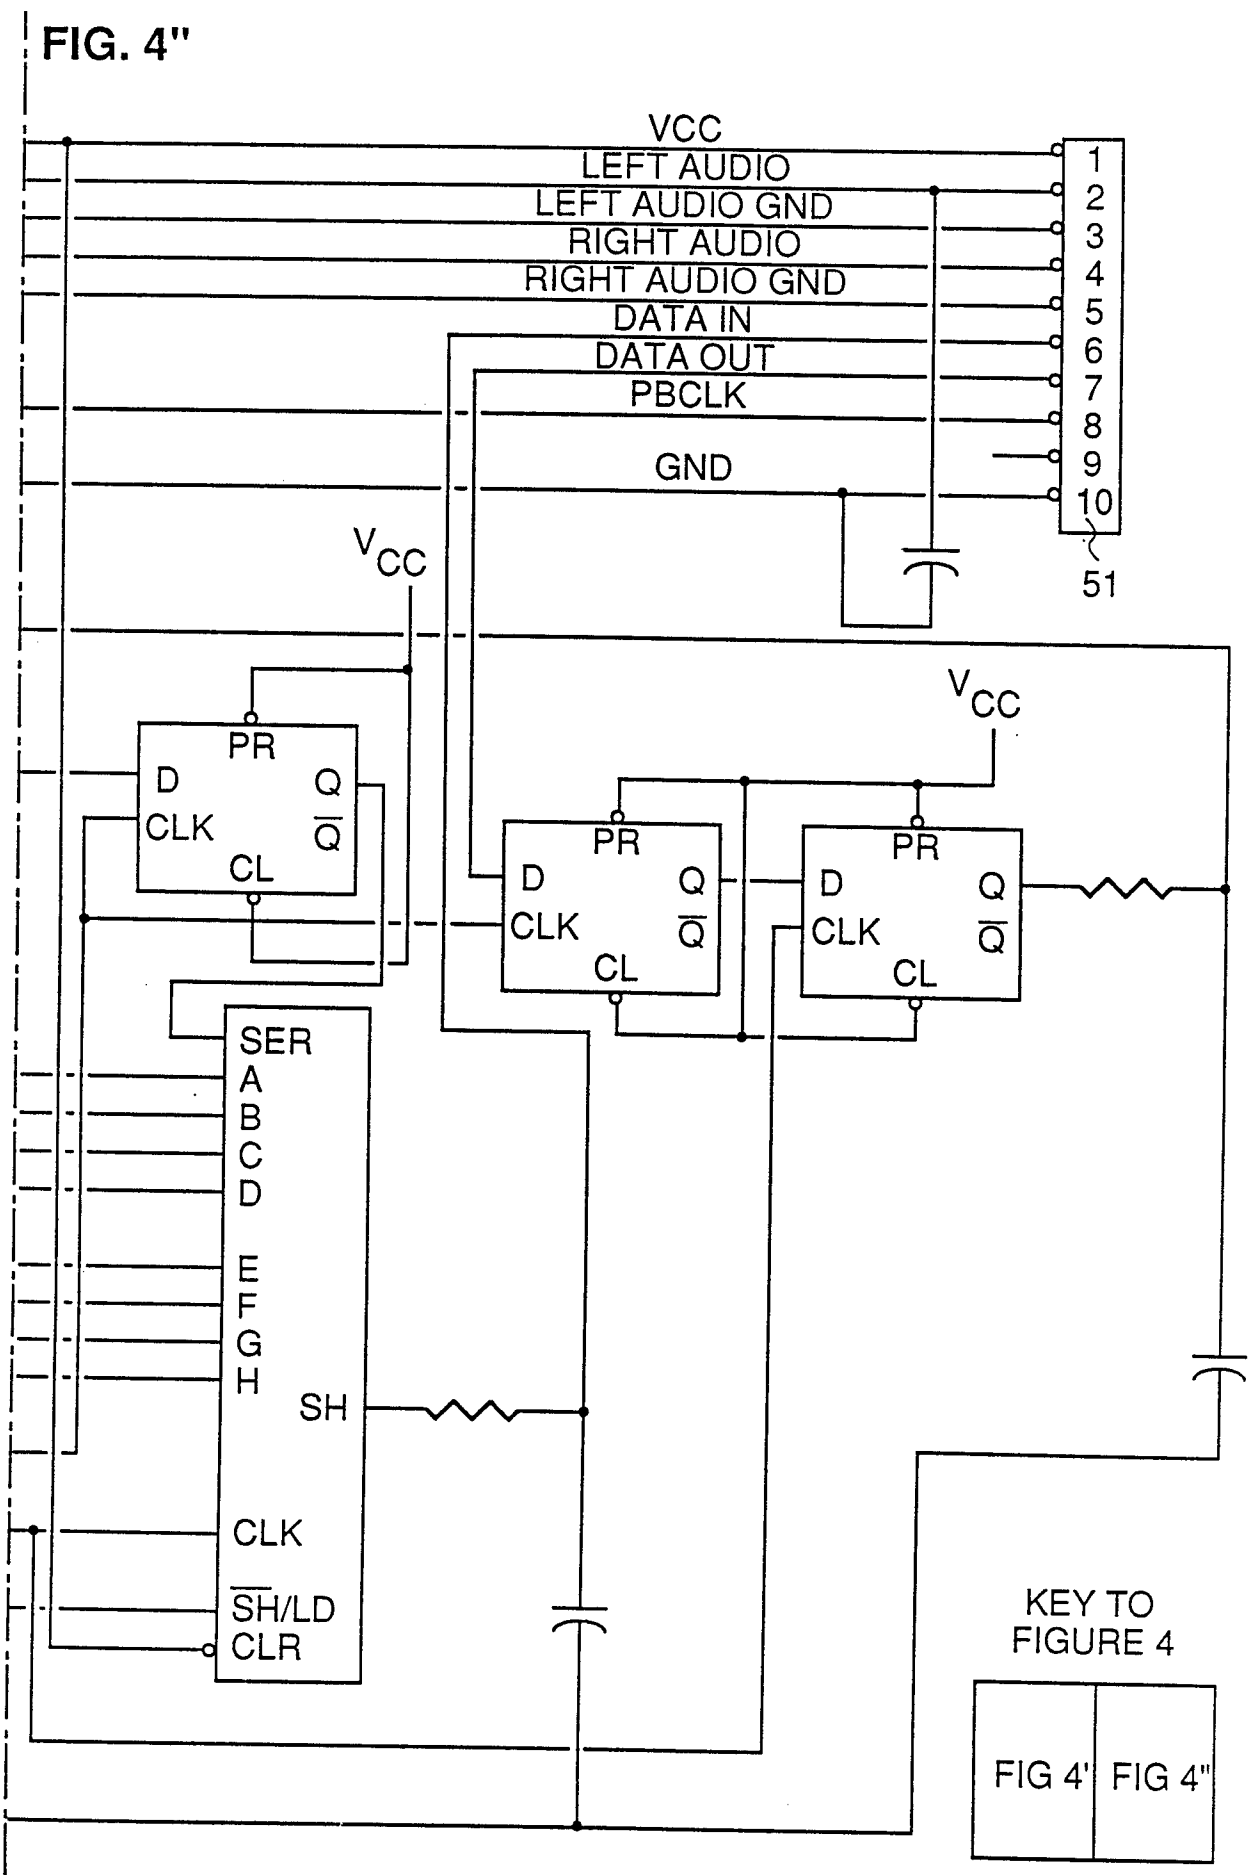 FIG. 4"
VCC
LEFT AUDIO
LEFT AUDIO GND
RIGHT AUDIO
RIGHT AUDIO GND
DATA IN
DATA OUT
PBCLK
GND
1
2
3
4
5
6
7
8
9
10
51
VCC
VCC
PR
D
Q
CLK
Q̅
CL
PR
D
Q
CLK
Q̅
CL
PR
D
Q
CLK
Q̅
CL
SER
A
B
C
D
E
F
G
H
SH
CLK
S̅H̅/LD
CLR
KEY TO
FIGURE 4
FIG 4'
FIG 4"